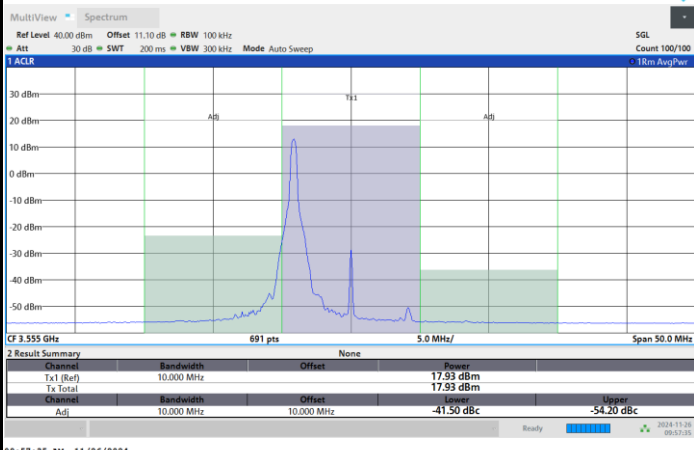 MultiView Spectrum
Ref Level 40.00 dBm Offset 11.10 dB RBW 100 kHz SGL
Att 30 dB SWT 200 ms VBW 300 kHz Mode Auto Sweep Count 100/100
1 ACLR 1Rm AvgPwr
30 dBm
Tx1
20 dBm
Adj Adj
10 dBm
0 dBm
-10 dBm
-20 dBm
-30 dBm
-40 dBm
-50 dBm
CF 3.555 GHz 691 pts 5.0 MHz/ Span 50.0 MHz
2 Result Summary None
Channel Bandwidth Offset Power
Tx1 (Ref) 10.000 MHz 17.93 dBm
Tx Total 17.93 dBm
Channel Bandwidth Offset Lower Upper
Adj 10.000 MHz 10.000 MHz -41.50 dBc -54.20 dBc
Ready 2024-11-26
09:57:35